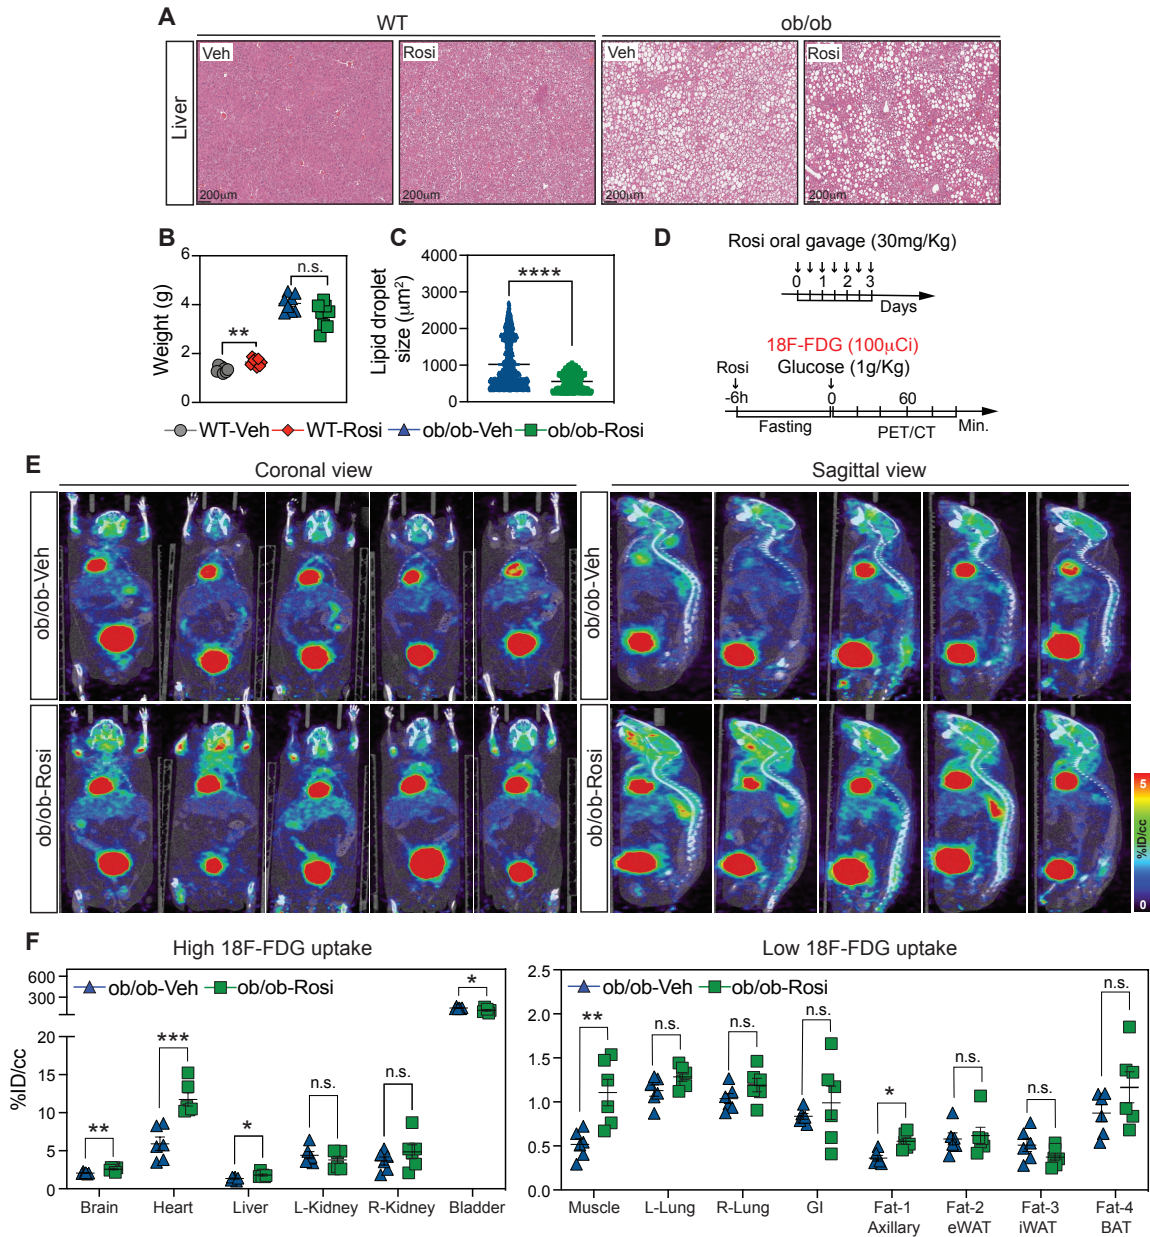 A
WT
ob/ob
Liver
Veh
Rosi
Veh
Rosi
200µm
200µm
200µm
200µm
B
Weight (g)
6
4
2
0
**
n.s.
C
Lipid droplet
size (µm²)
4000
3000
2000
1000
0
****
WT-Veh
WT-Rosi
ob/ob-Veh
ob/ob-Rosi
D
Rosi oral gavage (30mg/Kg)
0 1 2 3
Days
18F-FDG (100µCi)
Rosi
Glucose (1g/Kg)
-6h
0
60
Fasting
PET/CT
Min.
E
Coronal view
Sagittal view
ob/ob-Veh
ob/ob-Veh
ob/ob-Rosi
ob/ob-Rosi
5
%ID/cc
0
F
High 18F-FDG uptake
%ID/cc
600
300
20
15
10
5
0
ob/ob-Veh
ob/ob-Rosi
**
***
*
n.s.
n.s.
*
Brain
Heart
Liver
L-Kidney
R-Kidney
Bladder
Low 18F-FDG uptake
2.5
2.0
1.5
1.0
0.5
0.0
ob/ob-Veh
ob/ob-Rosi
**
n.s.
n.s.
n.s.
*
n.s.
n.s.
n.s.
Muscle
L-Lung
R-Lung
GI
Fat-1
Axillary
Fat-2
eWAT
Fat-3
iWAT
Fat-4
BAT